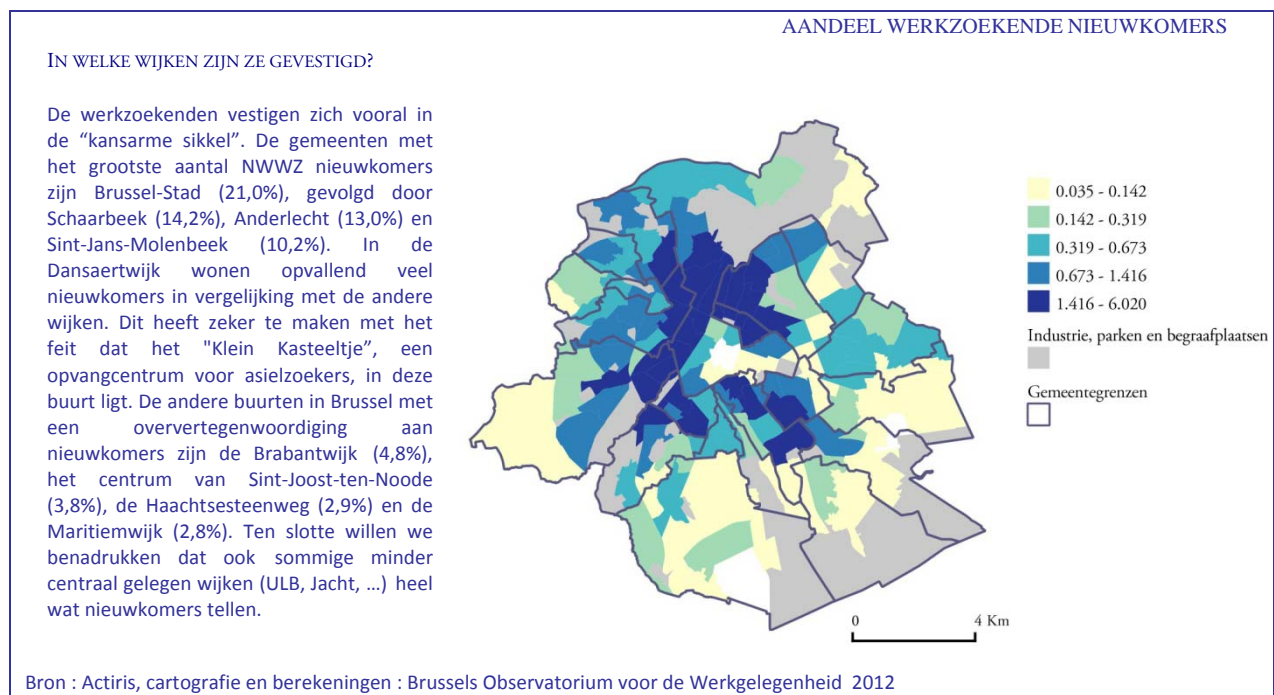 AANDEEL WERKZOEKENDE NIEUWKOMERS
IN WELKE WIJKEN ZIJN ZE GEVESTIGD?
De werkzoekenden vestigen zich vooral in
de “kansarme sikkel”. De gemeenten met
het grootste aantal NWWZ nieuwkomers
zijn Brussel-Stad (21,0%), gevolgd door
Schaarbeek (14,2%), Anderlecht (13,0%) en
Sint-Jans-Molenbeek (10,2%). In de
Dansaertwijk wonen opvallend veel
nieuwkomers in vergelijking met de andere
wijken. Dit heeft zeker te maken met het
feit dat het "Klein Kasteeltje”, een
opvangcentrum voor asielzoekers, in deze
buurt ligt. De andere buurten in Brussel met
een oververtegenwoordiging aan
nieuwkomers zijn de Brabantwijk (4,8%),
het centrum van Sint-Joost-ten-Noode
(3,8%), de Haachtsesteenweg (2,9%) en de
Maritiemwijk (2,8%). Ten slotte willen we
benadrukken dat ook sommige minder
centraal gelegen wijken (ULB, Jacht, …) heel
wat nieuwkomers tellen.
0.035 - 0.142
0.142 - 0.319
0.319 - 0.673
0.673 - 1.416
1.416 - 6.020
Industrie, parken en begraafplaatsen
Gemeentegrenzen
0 4 Km
Bron : Actiris, cartografie en berekeningen : Brussels Observatorium voor de Werkgelegenheid 2012